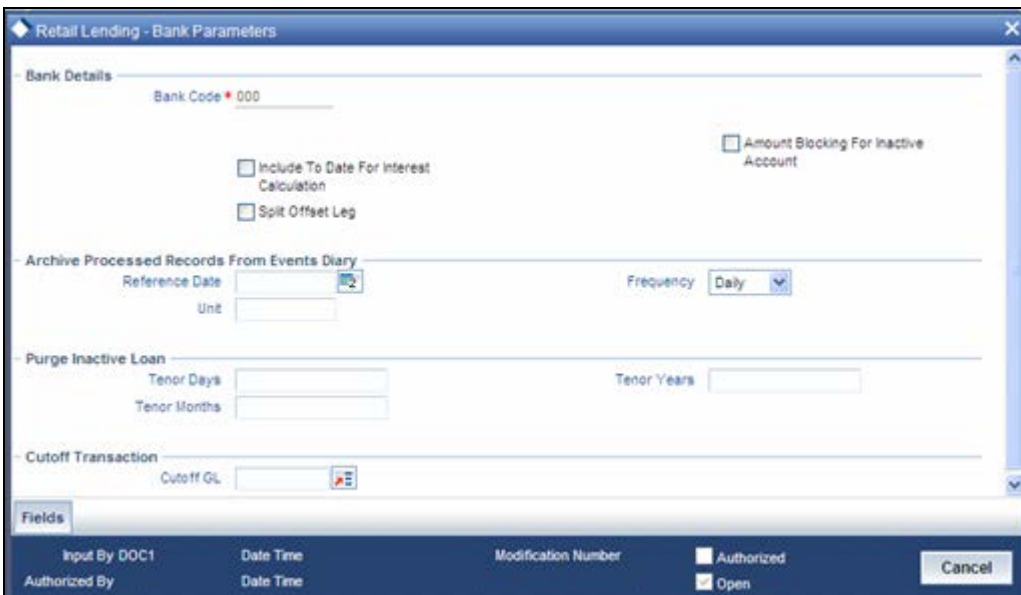 Retail Lending - Bank Parameters
Bank Details
Bank Code * 000
Amount Blocking For Inactive
Account
Include To Date For Interest
Calculation
Split Offset Leg
Archive Processed Records From Events Diary
Reference Date
Frequency Daily
Unit
Purge Inactive Loan
Tenor Days
Tenor Years
Tenor Months
Cutoff Transaction
Cutoff GL
Fields
Input By DOC1 Date Time Modification Number Authorized
Authorized By Date Time Open
Cancel